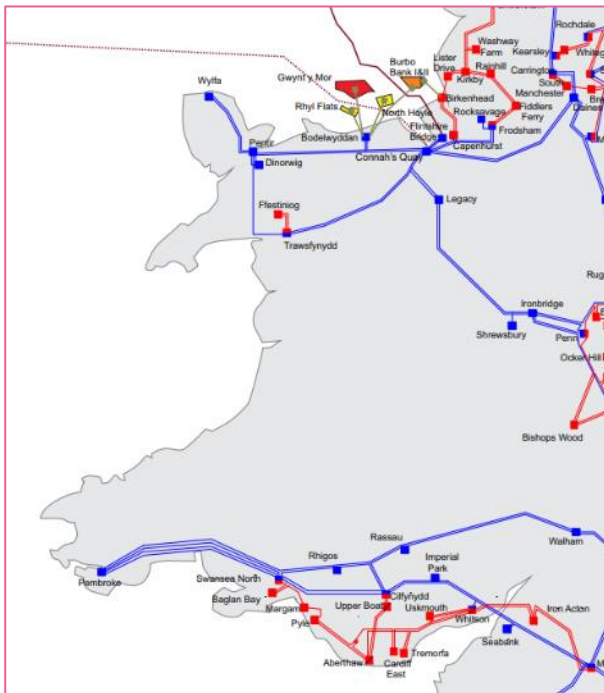 Rochdale
Washway
Farm
Kearsley
Burbo
Bank I&II
Lister
Drive
Rainhill
Carrington
Gwynt y Mor
Kirkby
South
Manchester
Wylfa
Birkenhead
Rhyl Flats
North Hoyle
Rocksavage
Fiddlers
Ferry
Daines
Flintshire
Bridge
Frodsham
Bodelwyddan
Pentir
Capenhurst
Connah's Quay
Dinorwig
Legacy
Ffestiniog
Trawsfynydd
Rug
Ironbridge
Shrewsbury
Penn
Ocker Hill
Bishops Wood
Rassau
Walham
Rhigos
Imperial
Park
Pembroke
Swansea North
Cilfynydd
Baglan Bay
Margam
Upper Boat
Uskmouth
Whitson
Iron Acton
Pyle
Seabank
Aberthaw
Cardiff
East
Tremorfa
M